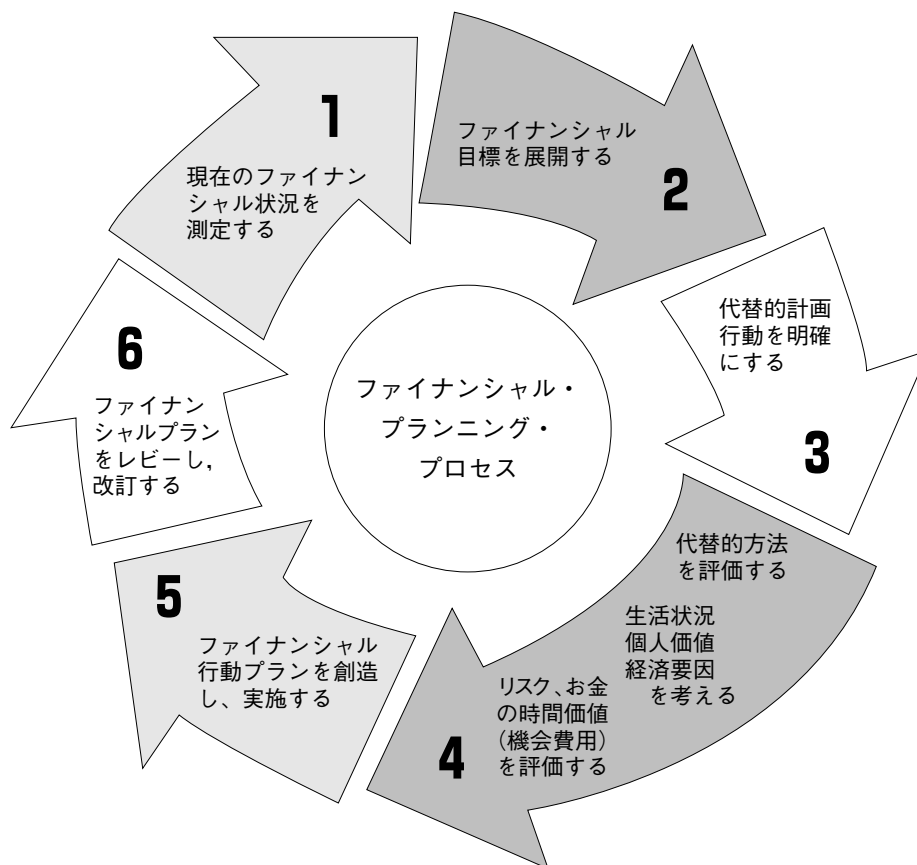 ファイナンシャル・
プランニング・
プロセス
1
現在のファイナン
シャル状況を
測定する
2
ファイナンシャル
目標を展開する
3
代替的計画
行動を明確
にする
4
代替的方法
を評価する
生活状況
個人価値
経済要因
を考える
リスク、お金
の時間価値
(機会費用)
を評価する
5
ファイナンシャル
行動プランを創造
し、実施する
6
ファイナン
シャルプラン
をレビーし,
改訂する